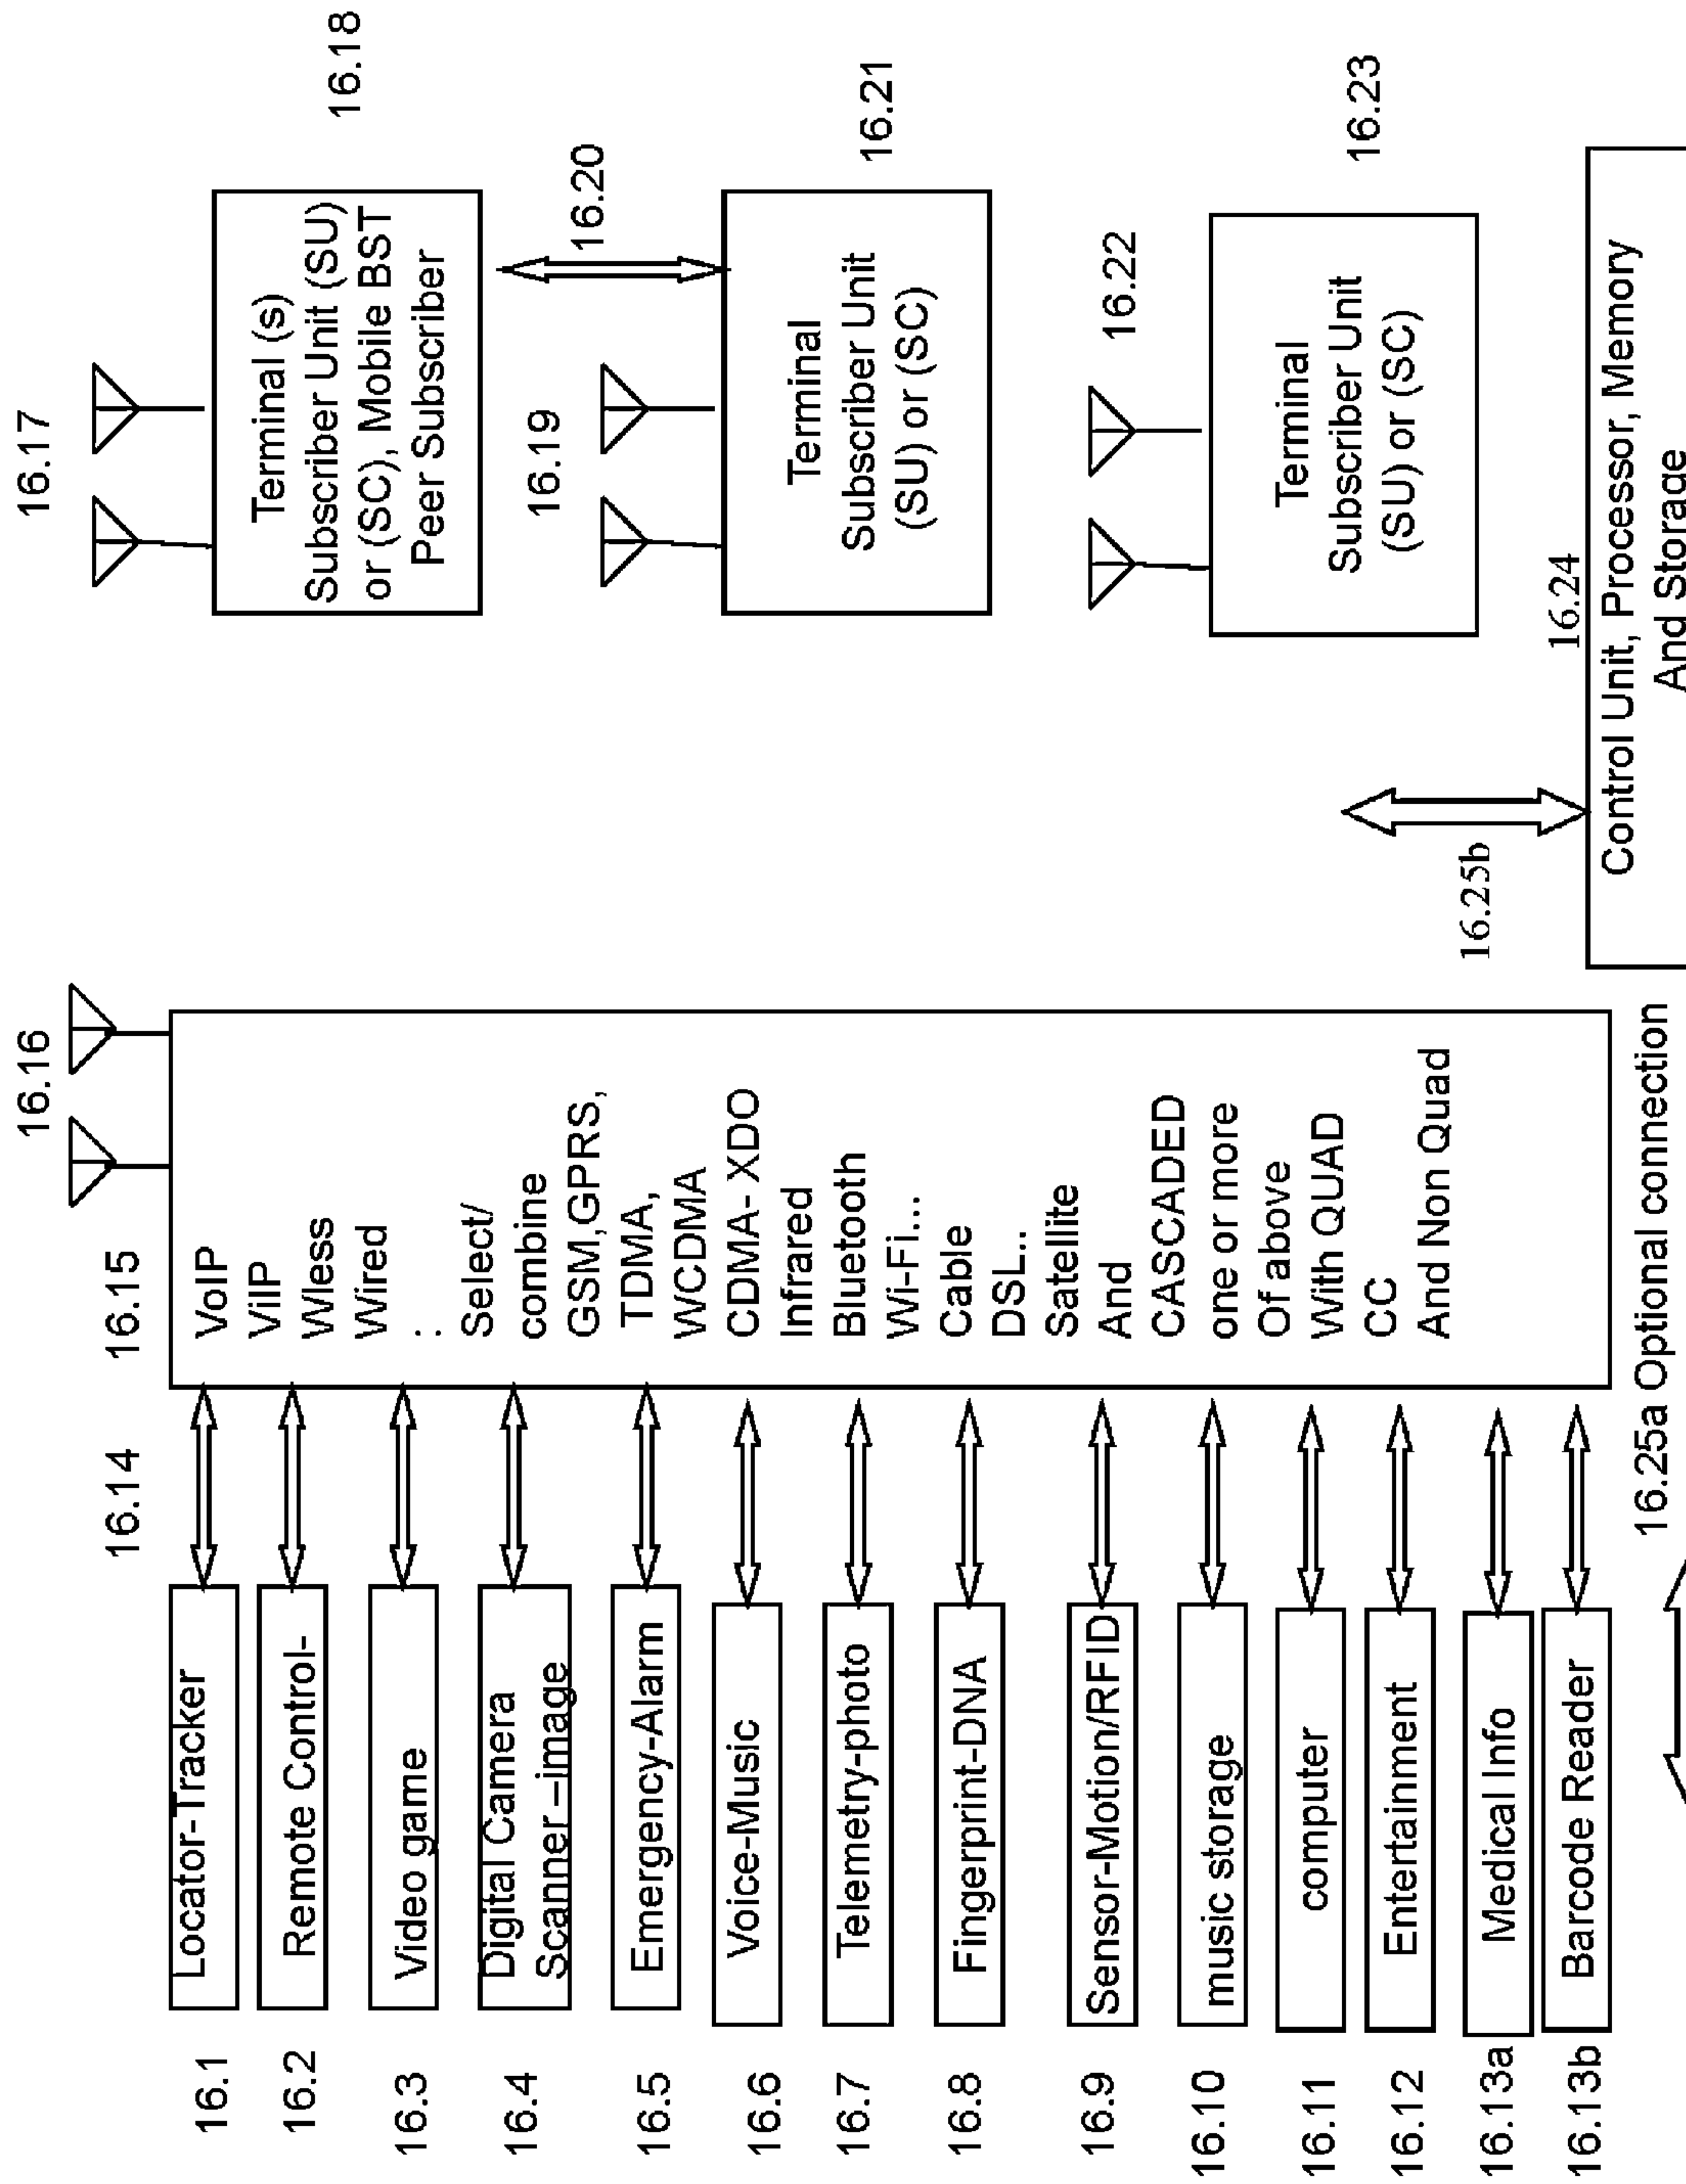 16.1
Locator-Tracker
16.2
Remote Control-
16.3
Video game
16.4
Digital Camera
Scanner –image
16.5
Emergency-Alarm
16.6
Voice-Music
16.7
Telemetry-photo
16.8
Fingerprint-DNA
16.9
Sensor-Motion/RFID
16.10
music storage
16.11
computer
16.12
Entertainment
16.13a
Medical Info
16.13b
Barcode Reader
16.14
16.15
16.16
VoIP
ViIP
Wless
Wired
:
Select/
combine
GSM,GPRS,
TDMA,
WCDMA
CDMA- XDO
Infrared
Bluetooth
Wi-Fi...
Cable
DSL..
Satellite
And
CASCADED
one or more
Of above
With QUAD
CC
And Non Quad
16.25a Optional connection
16.17
Terminal (s)
Subscriber Unit (SU)
or (SC), Mobile BST
Peer Subscriber
16.18
16.19
16.20
Terminal
Subscriber Unit
(SU) or (SC)
16.21
16.22
Terminal
Subscriber Unit
(SU) or (SC)
16.23
16.25b
16.24
Control Unit, Processor, Memory
And Storage